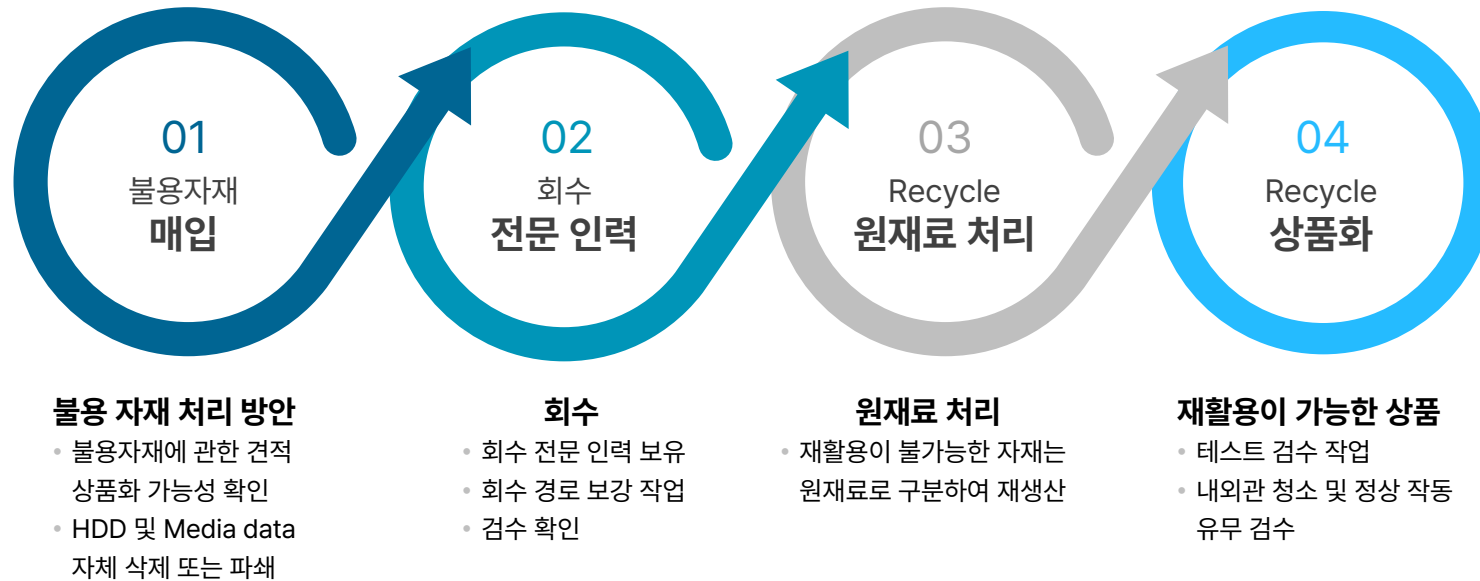 01
불용자재
매입
02
회수
전문 인력
03
Recycle
원재료 처리
04
Recycle
상품화
불용 자재 처리 방안
• 불용자재에 관한 견적
상품화 가능성 확인
• HDD 및 Media data
자체 삭제 또는 파쇄
회수
• 회수 전문 인력 보유
• 회수 경로 보강 작업
• 검수 확인
원재료 처리
• 재활용이 불가능한 자재는
원재료로 구분하여 재생산
재활용이 가능한 상품
• 테스트 검수 작업
• 내외관 청소 및 정상 작동
유무 검수